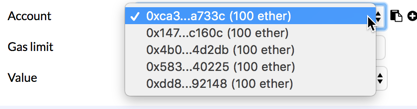 Account
0xca3...a733c (100 ether)
0x147...c160c (100 ether)
Gas limit
0x4b0...4d2db (100 ether)
0x583...40225 (100 ether)
Value
0xdd8...92148 (100 ether)